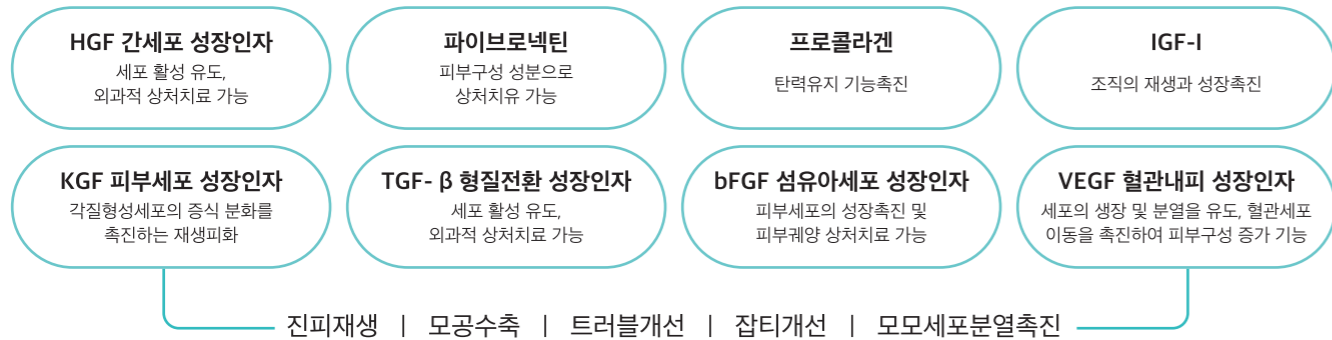 HGF 간세포 성장인자
세포 활성 유도,
외과적 상처치료 가능
파이브로넥틴
피부구성 성분으로
상처치유 가능
프로콜라겐
탄력유지 기능촉진
IGF-I
조직의 재생과 성장촉진
KGF 피부세포 성장인자
각질형성세포의 증식 분화를
촉진하는 재생피화
TGF- β 형질전환 성장인자
세포 활성 유도,
외과적 상처치료 가능
bFGF 섬유아세포 성장인자
피부세포의 성장촉진 및
피부궤양 상처치료 가능
VEGF 혈관내피 성장인자
세포의 생장 및 분열을 유도, 혈관세포
이동을 촉진하여 피부구성 증가 기능
진피재생 | 모공수축 | 트러블개선 | 잡티개선 | 모모세포분열촉진